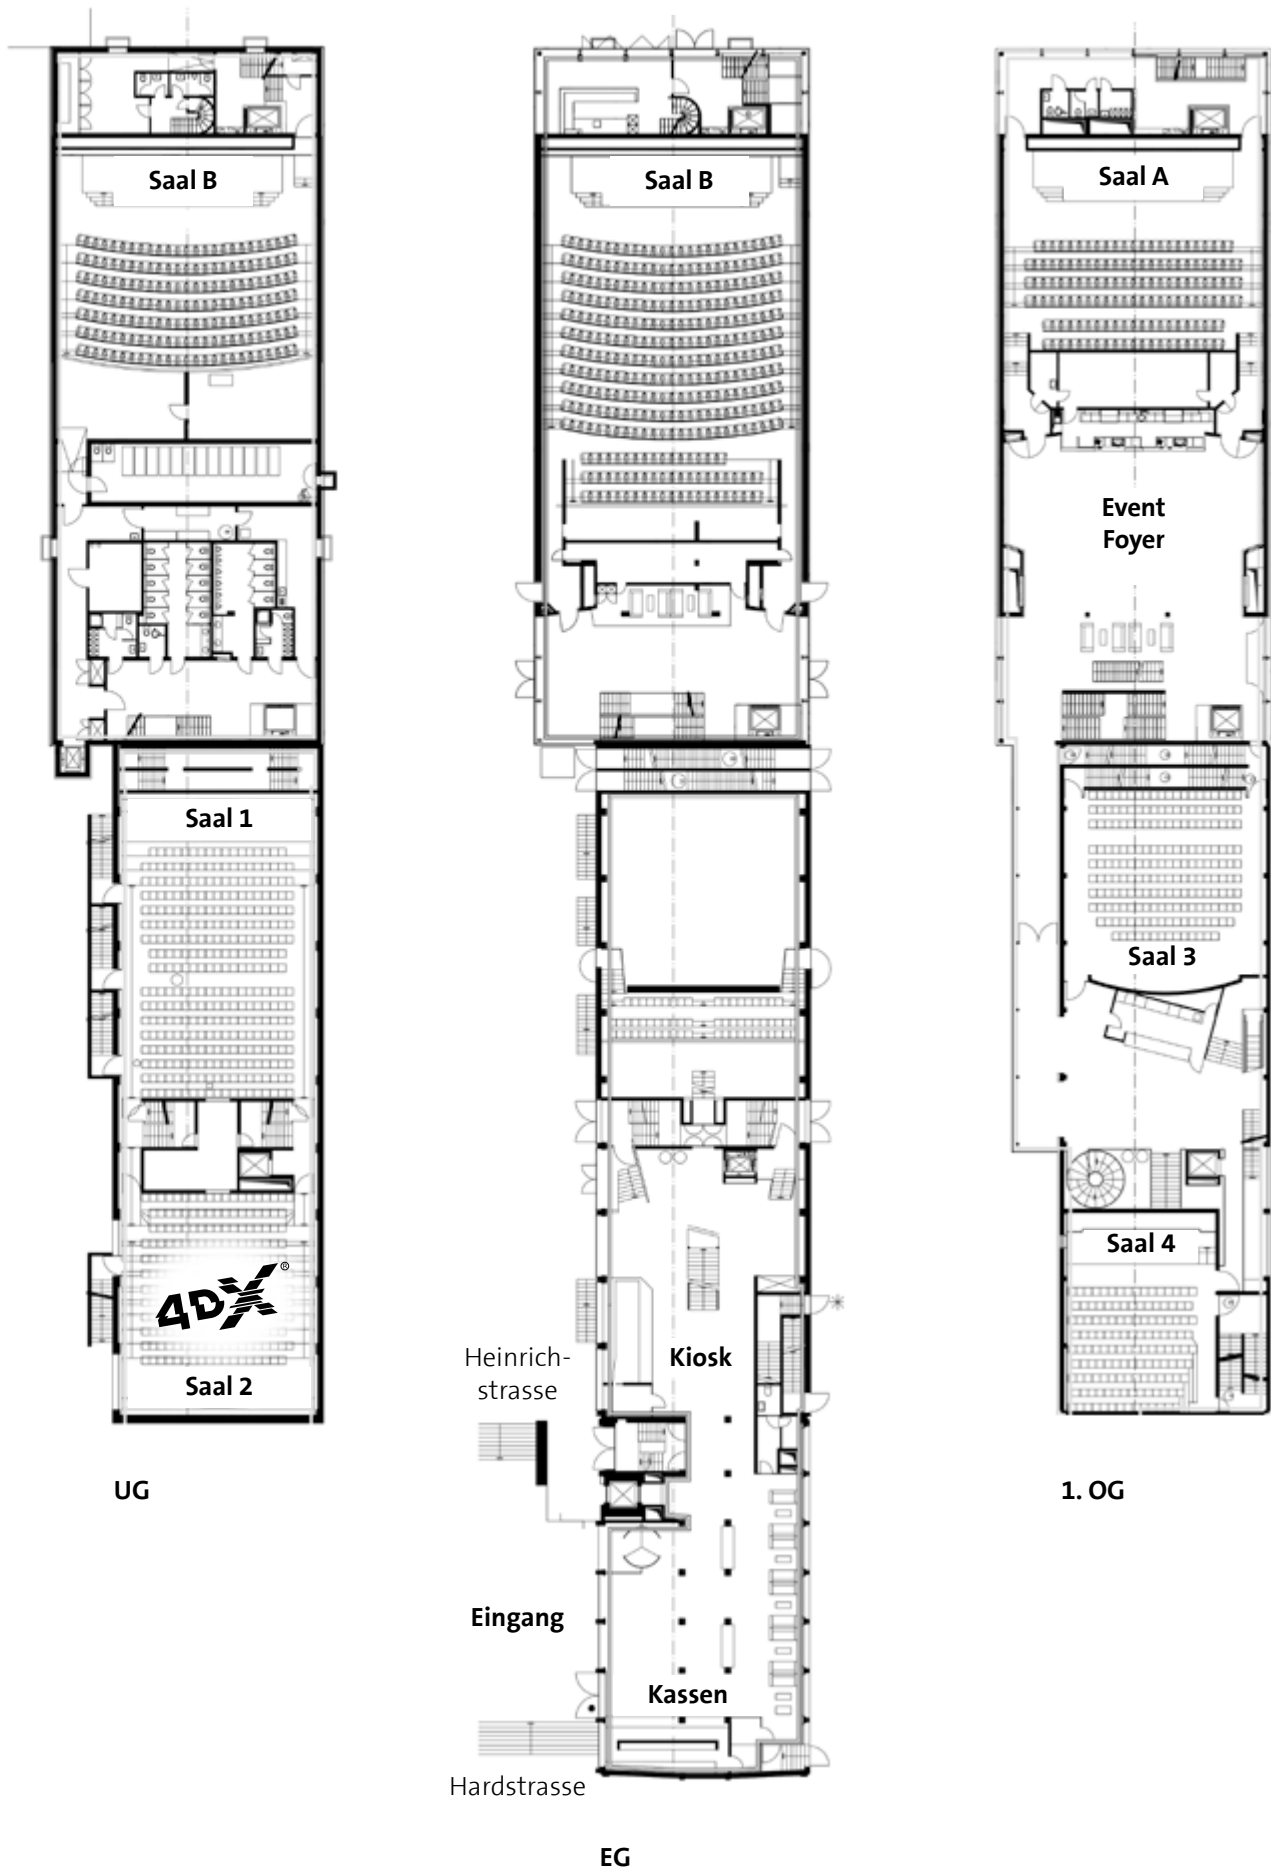 Saal B
Saal 1
4DX®
Saal 2
UG
Saal B
Heinrich-
strasse
Kiosk
Eingang
Kassen
Hardstrasse
EG
Saal A
Event
Foyer
Saal 3
Saal 4
1. OG